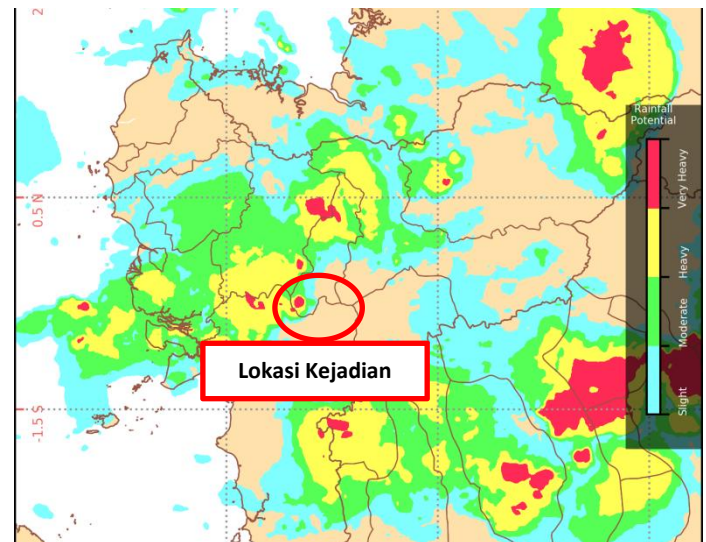 2
0.5 N
-1.5 S
Lokasi Kejadian
Rainfall
Potential
Very Heavy
Heavy
Moderate
Slight